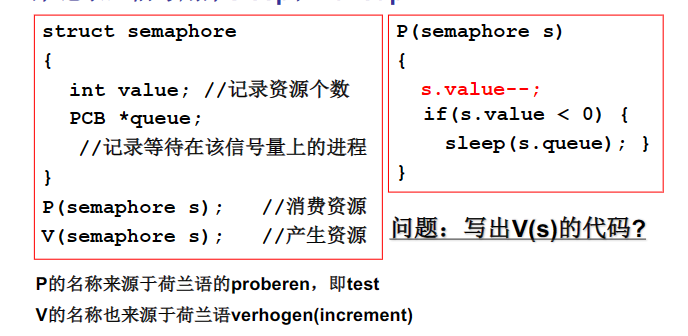 struct semaphore
{
int value; //记录资源个数
PCB *queue;
//记录等待在该信号量上的进程
}
P(semaphore s); //消费资源
V(semaphore s); //产生资源
P(semaphore s)
{
s.value--;
if(s.value < 0) {
sleep(s.queue); }
}
问题：写出V(s)的代码?
P的名称来源于荷兰语的proberen，即test
V的名称也来源于荷兰语verhogen(increment)